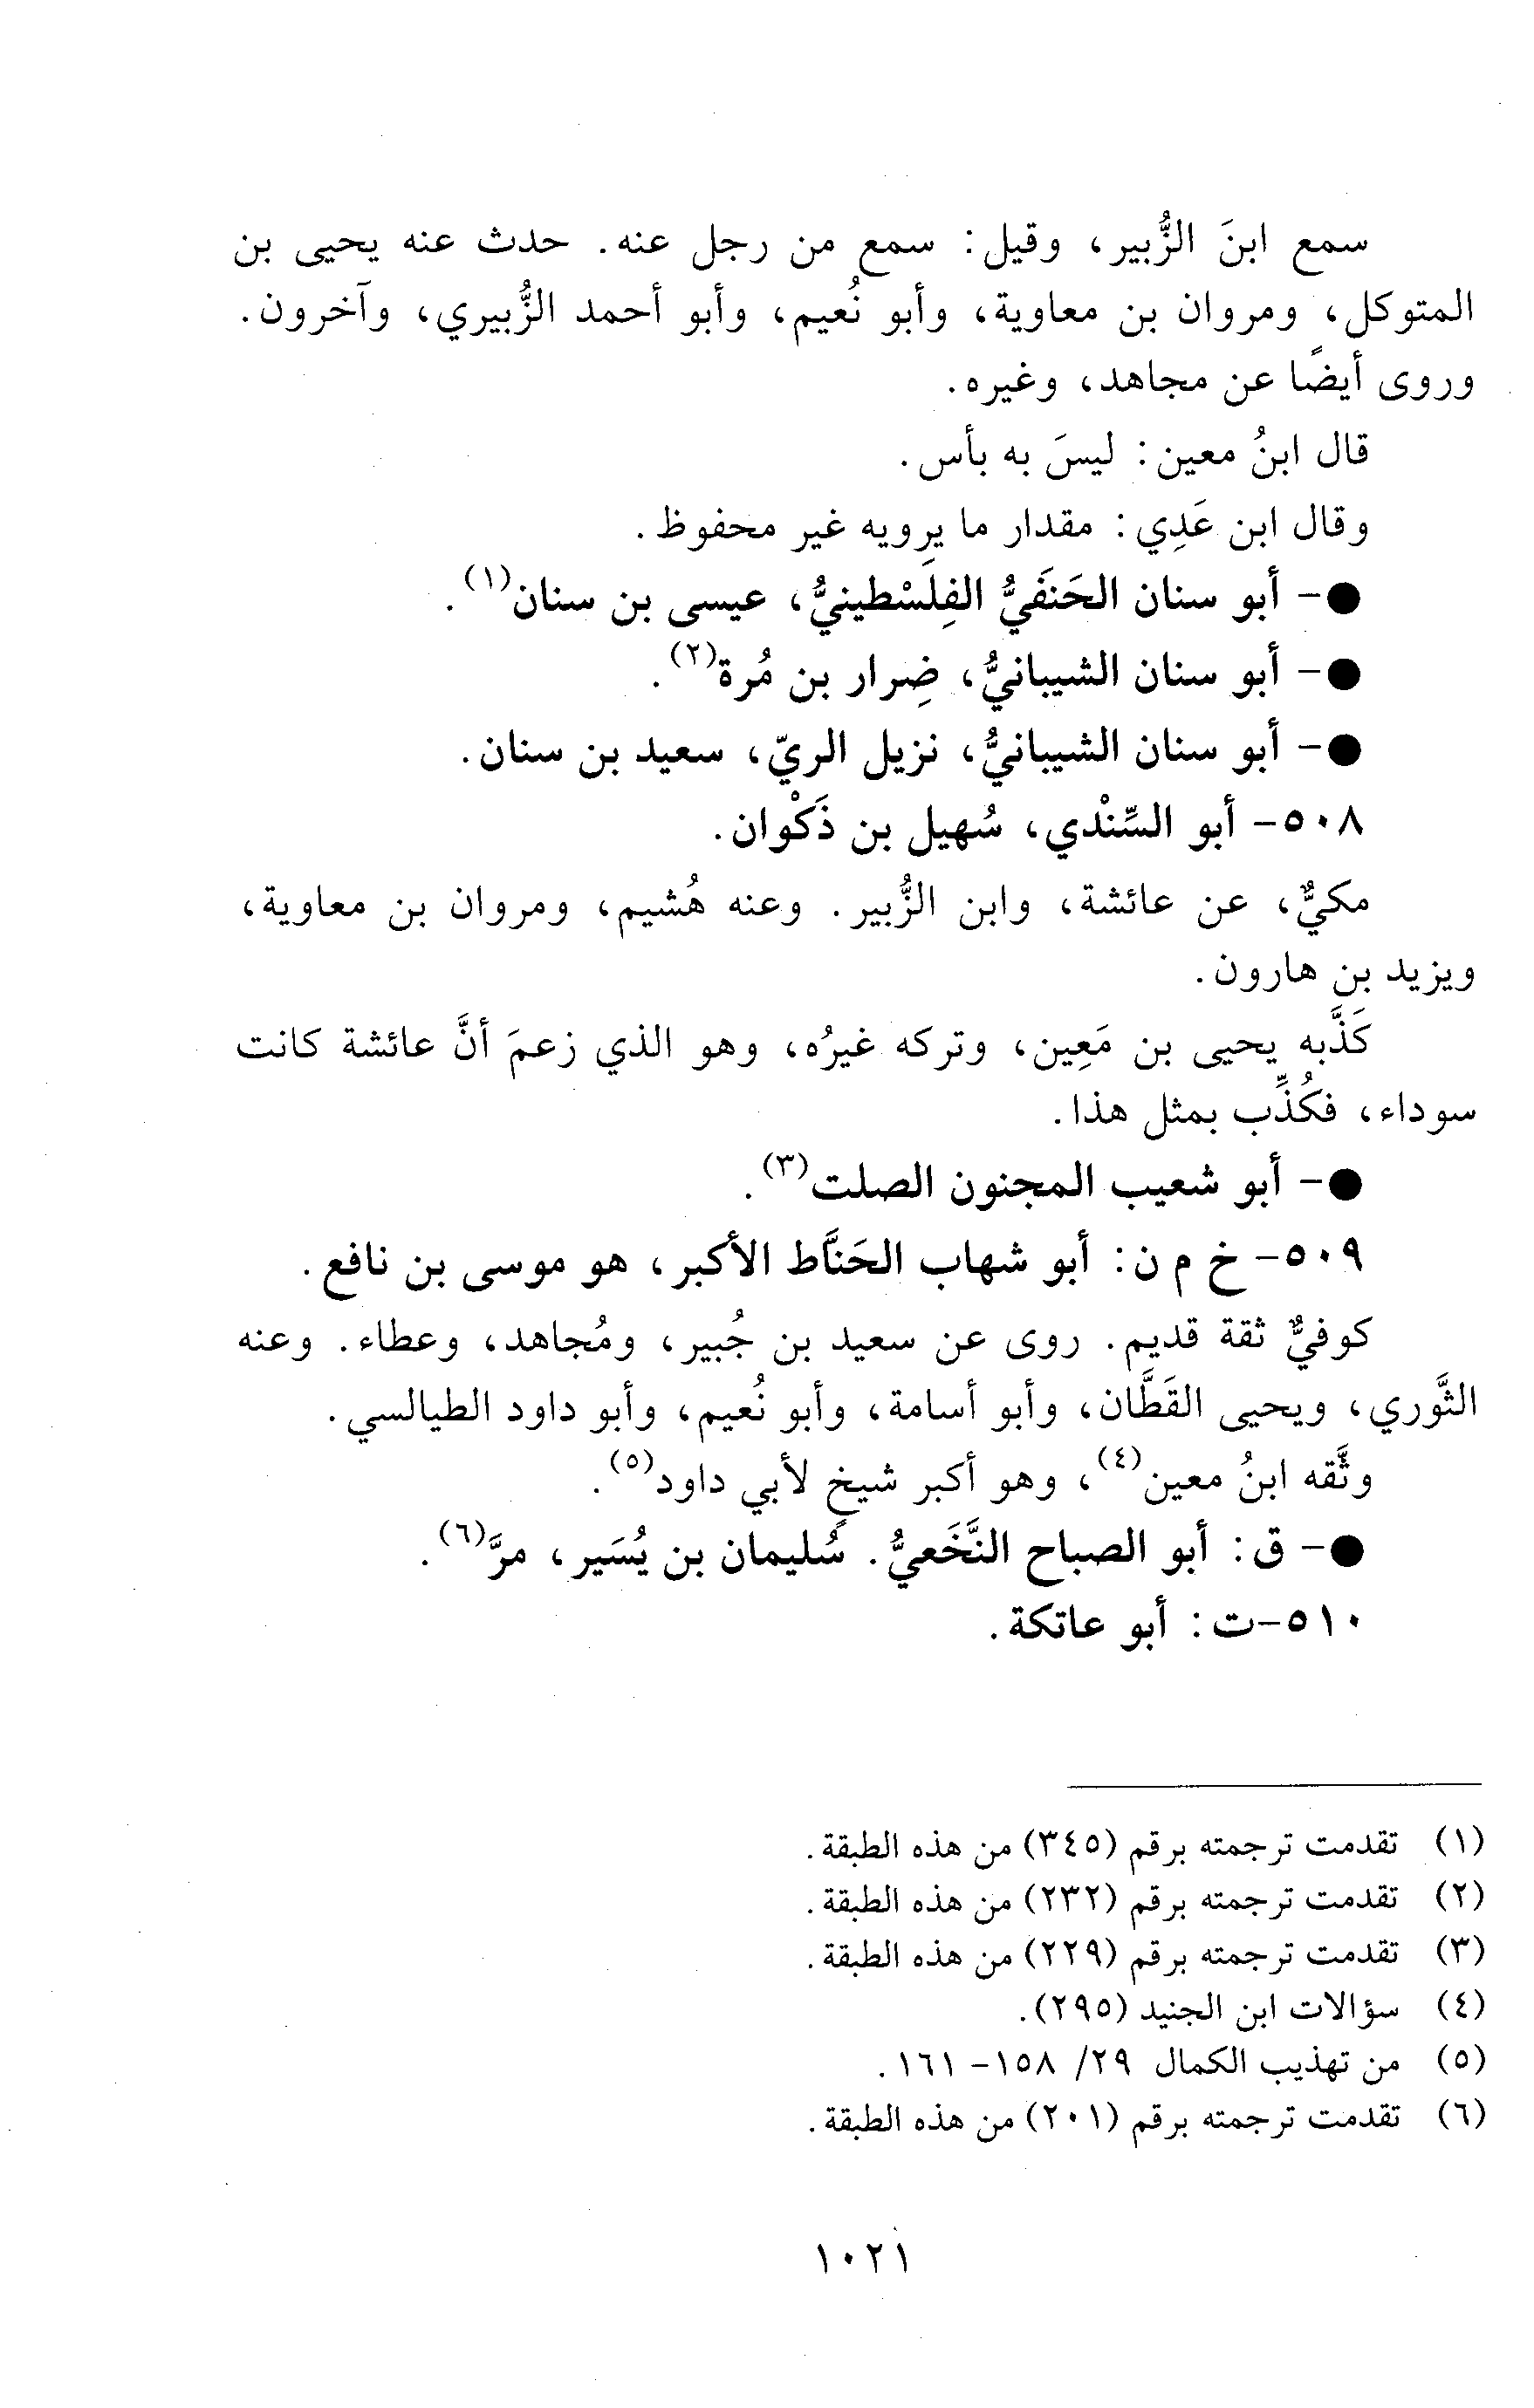 سمع ابنَ الزُّبير، وقيل: سمع من رجل عنه. حدث عنه يحيى بن
المتوكل، ومروان بن معاوية، وأبو نُعيم، وأبو أحمد الزُّبيري، وآخرون.
وروى أيضًا عن مجاهد، وغيره.
قال ابنُ معين: ليسَ به بأس.
وقال ابن عَدِي: مقدار ما يرويه غير محفوظ.
●- أبو سنان الحَنَفيُّ الفِلَسْطينيُّ، عيسى بن سنان(١).
●- أبو سنان الشيبانيُّ، ضِرار بن مُرة(٢).
●- أبو سنان الشيبانيُّ، نزيل الريّ، سعيد بن سنان.
٥٠٨- أبو السِّنْدي، سُهيل بن ذَكْوان.
مكيٌّ، عن عائشة، وابن الزُّبير. وعنه هُشيم، ومروان بن معاوية،
ويزيد بن هارون.
كَذَّبه يحيى بن مَعِين، وتركه غيرُه، وهو الذي زعمَ أنَّ عائشة كانت
سوداء، فكُذِّب بمثل هذا.
●- أبو شعيب المجنون الصلت(٣).
٥٠٩- خ م ن: أبو شهاب الحَنَّاط الأكبر، هو موسى بن نافع.
كوفيٌّ ثقة قديم. روى عن سعيد بن جُبير، ومُجاهد، وعطاء. وعنه
الثَّوري، ويحيى القَطَّان، وأبو أسامة، وأبو نُعيم، وأبو داود الطيالسي.
وثَّقه ابنُ معين(٤)، وهو أكبر شيخٍ لأبي داود(٥).
●- ق: أبو الصباح النَّخَعيُّ. سُليمان بن يُسَير، مرَّ(٦).
٥١٠-ت: أبو عاتكة.
(١) تقدمت ترجمته برقم (٣٤٥) من هذه الطبقة.
(٢) تقدمت ترجمته برقم (٢٣٢) من هذه الطبقة.
(٣) تقدمت ترجمته برقم (٢٢٩) من هذه الطبقة.
(٤) سؤالات ابن الجنيد (٢٩٥).
(٥) من تهذيب الكمال ٢٩/ ١٥٨- ١٦١.
(٦) تقدمت ترجمته برقم (٢٠١) من هذه الطبقة.
١٠٢١